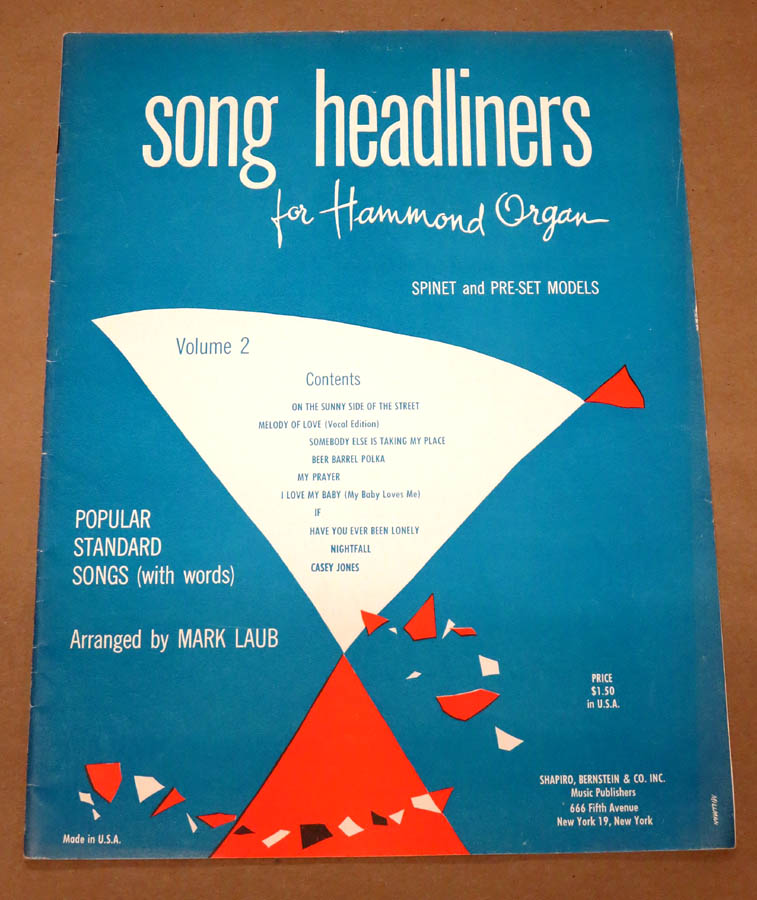 song headliners
for Hammond Organ
SPINET and PRE-SET MODELS
Volume 2
Contents
ON THE SUNNY SIDE OF THE STREET
MELODY OF LOVE (Vocal Edition)
SOMEBODY ELSE IS TAKING MY PLACE
BEER BARREL POLKA
MY PRAYER
I LOVE MY BABY (My Baby Loves Me)
IF
HAVE YOU EVER BEEN LONELY
NIGHTFALL
CASEY JONES
POPULAR
STANDARD
SONGS (with words)
Arranged by MARK LAUB
PRICE
$1.50
in U.S.A.
SHAPIRO, BERNSTEIN & CO. INC.
Music Publishers
666 Fifth Avenue
New York 19, New York
Made in U.S.A.